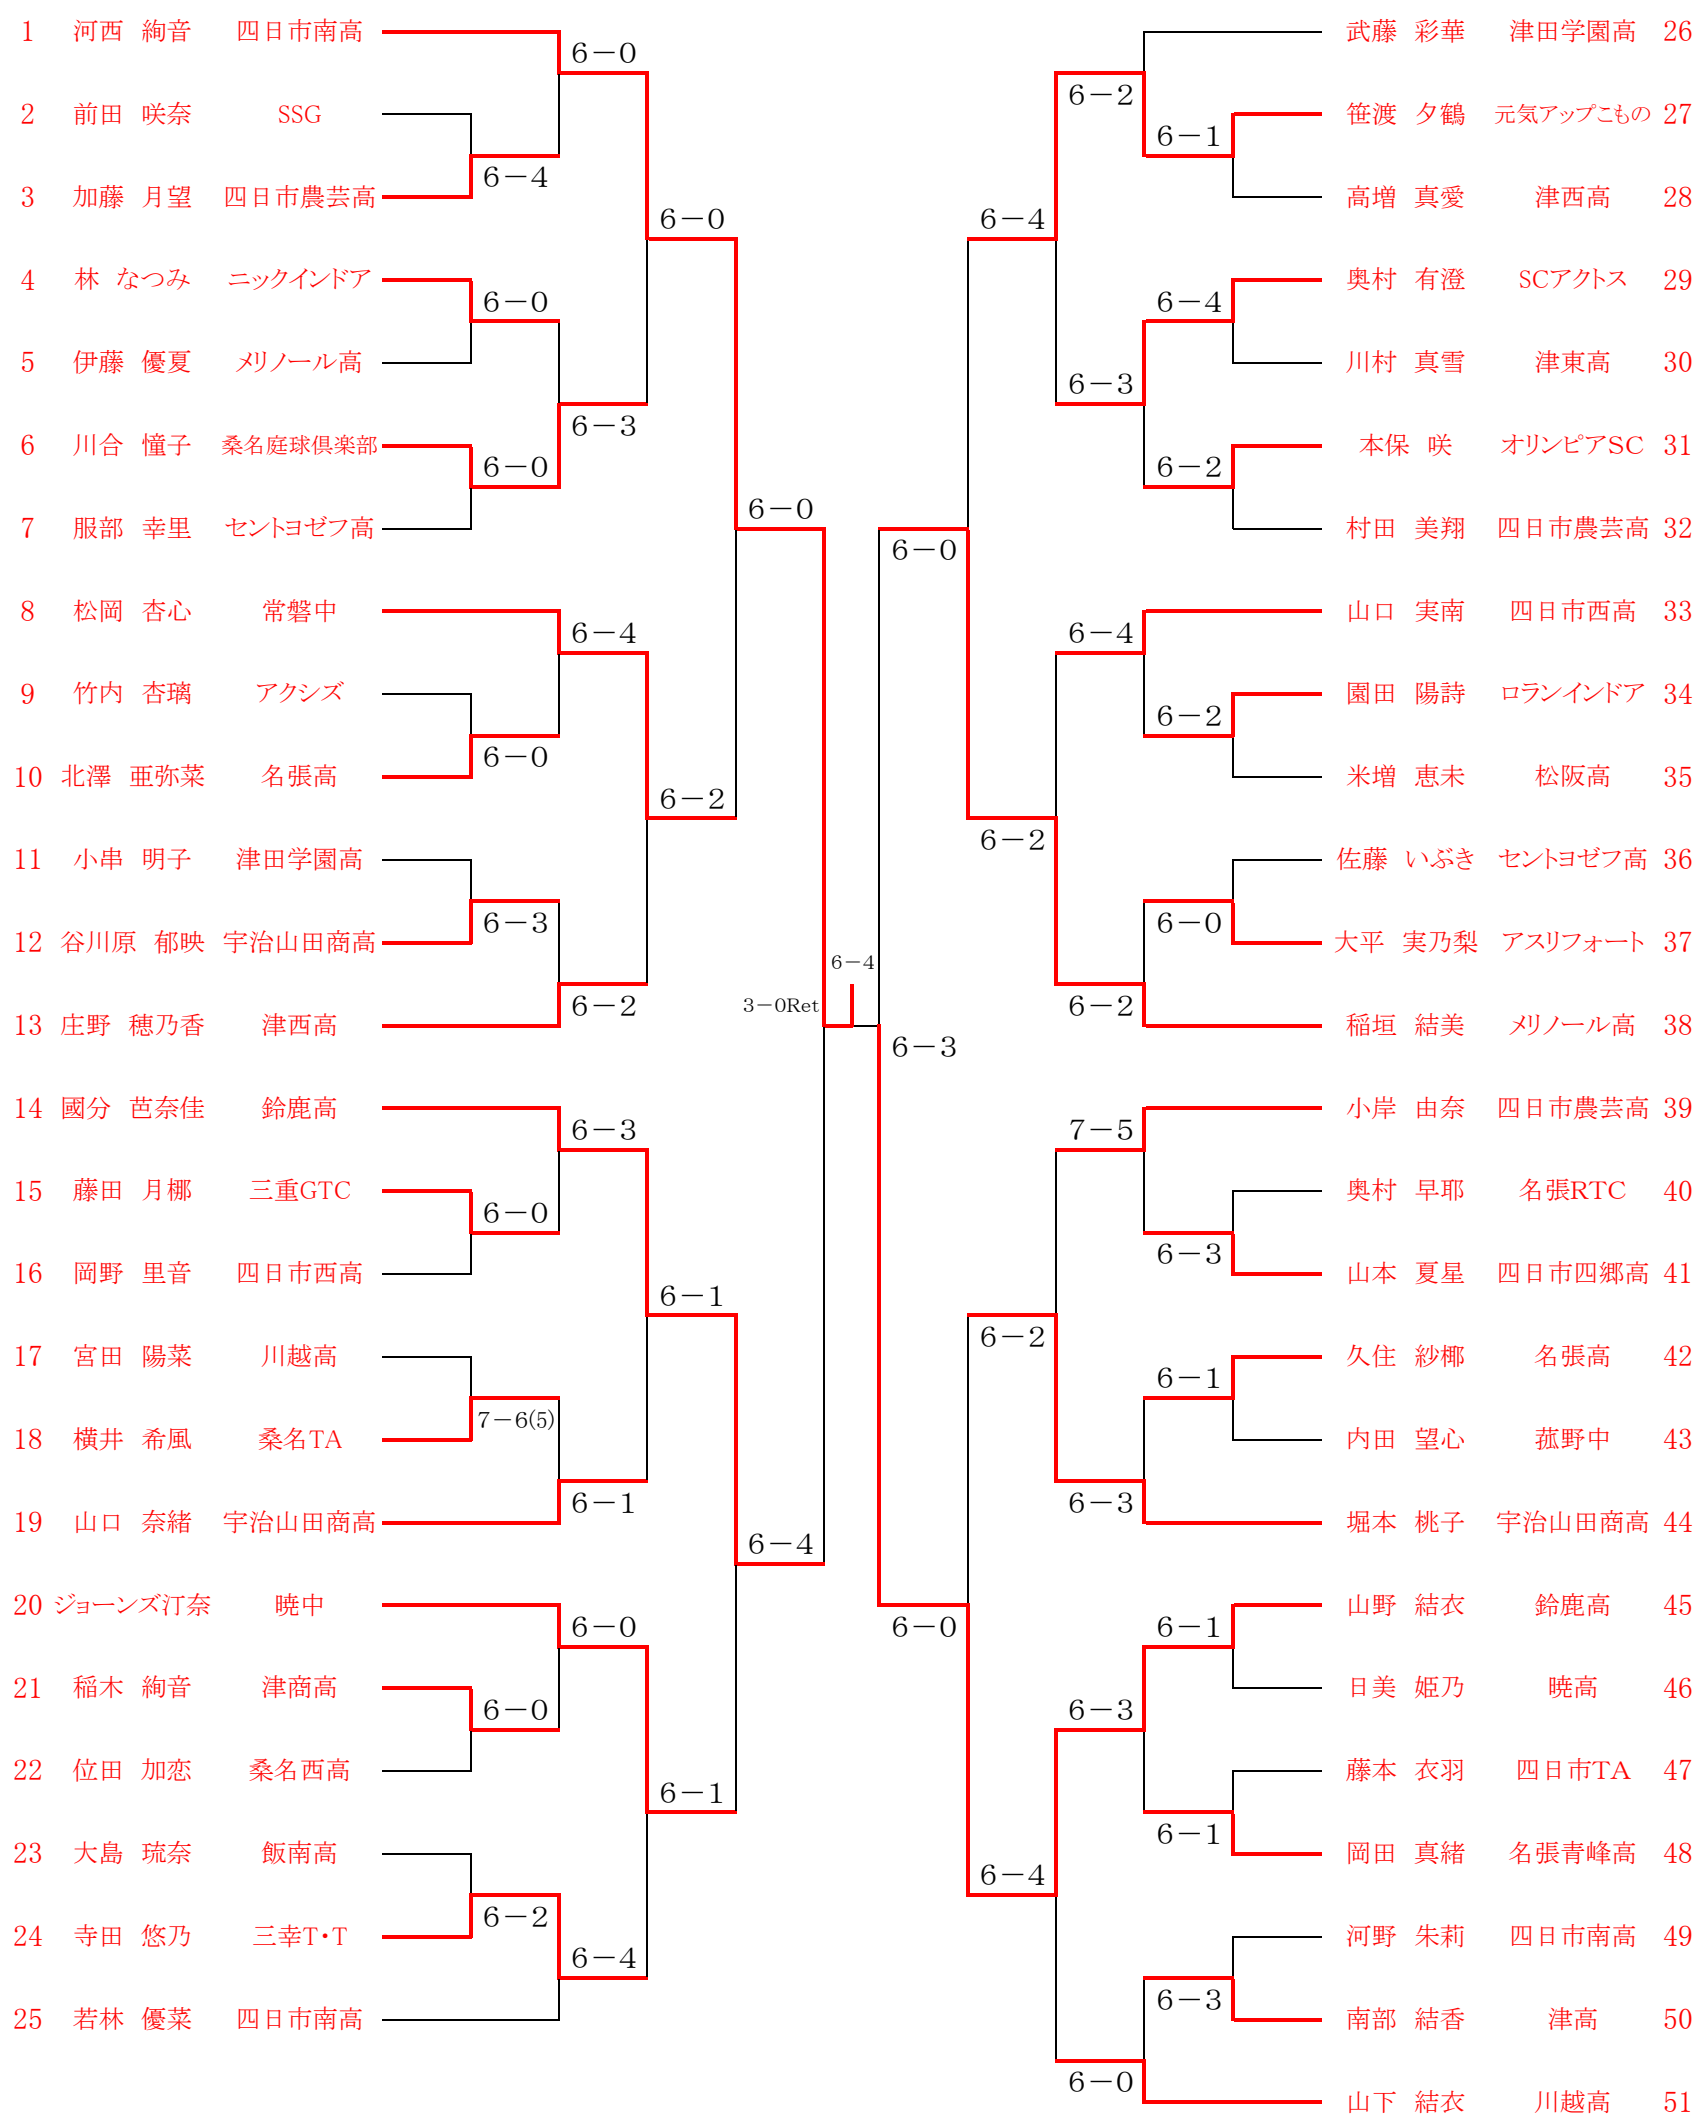 1 河西 絢音 四日市南高
2 前田 咲奈 SSG
3 加藤 月望 四日市農芸高
4 林 なつみ ニックインドア
5 伊藤 優夏 メリノール高
6 川合 憧子 桑名庭球倶楽部
7 服部 幸里 セントヨゼフ高
8 松岡 杏心 常磐中
9 竹内 杏璃 アクシズ
10 北澤 亜弥菜 名張高
11 小串 明子 津田学園高
12 谷川原 郁映 宇治山田商高
13 庄野 穂乃香 津西高
14 國分 芭奈佳 鈴鹿高
15 藤田 月梛 三重GTC
16 岡野 里音 四日市西高
17 宮田 陽菜 川越高
18 横井 希風 桑名TA
19 山口 奈緒 宇治山田商高
20 ジョーンズ汀奈 暁中
21 稲木 絢音 津商高
22 位田 加恋 桑名西高
23 大島 琉奈 飯南高
24 寺田 悠乃 三幸T・T
25 若林 優菜 四日市南高
6-4
6-0
6-0
6-0
6-3
6-0
7-6(5)
6-0
6-2
6-0
6-3
6-4
6-2
6-3
6-1
6-0
6-4
6-0
6-2
6-1
6-1
6-0
6-4
3-0Ret
6-4
6-3
6-0
6-0
6-4
6-2
6-2
6-4
6-2
6-3
6-4
6-2
7-5
6-3
6-3
6-0
6-1
6-4
6-2
6-2
6-0
6-3
6-1
6-1
6-1
6-3
武藤 彩華 津田学園高 26
笹渡 夕鶴 元気アップこもの 27
高増 真愛 津西高 28
奥村 有澄 SCアクトス 29
川村 真雪 津東高 30
本保 咲 オリンピアSC 31
村田 美翔 四日市農芸高 32
山口 実南 四日市西高 33
園田 陽詩 ロランインドア 34
米増 恵未 松阪高 35
佐藤 いぶき セントヨゼフ高 36
大平 実乃梨 アスリフォート 37
稲垣 結美 メリノール高 38
小岸 由奈 四日市農芸高 39
奥村 早耶 名張RTC 40
山本 夏星 四日市四郷高 41
久住 紗椰 名張高 42
内田 望心 菰野中 43
堀本 桃子 宇治山田商高 44
山野 結衣 鈴鹿高 45
日美 姫乃 暁高 46
藤本 衣羽 四日市TA 47
岡田 真緒 名張青峰高 48
河野 朱莉 四日市南高 49
南部 結香 津高 50
山下 結衣 川越高 51